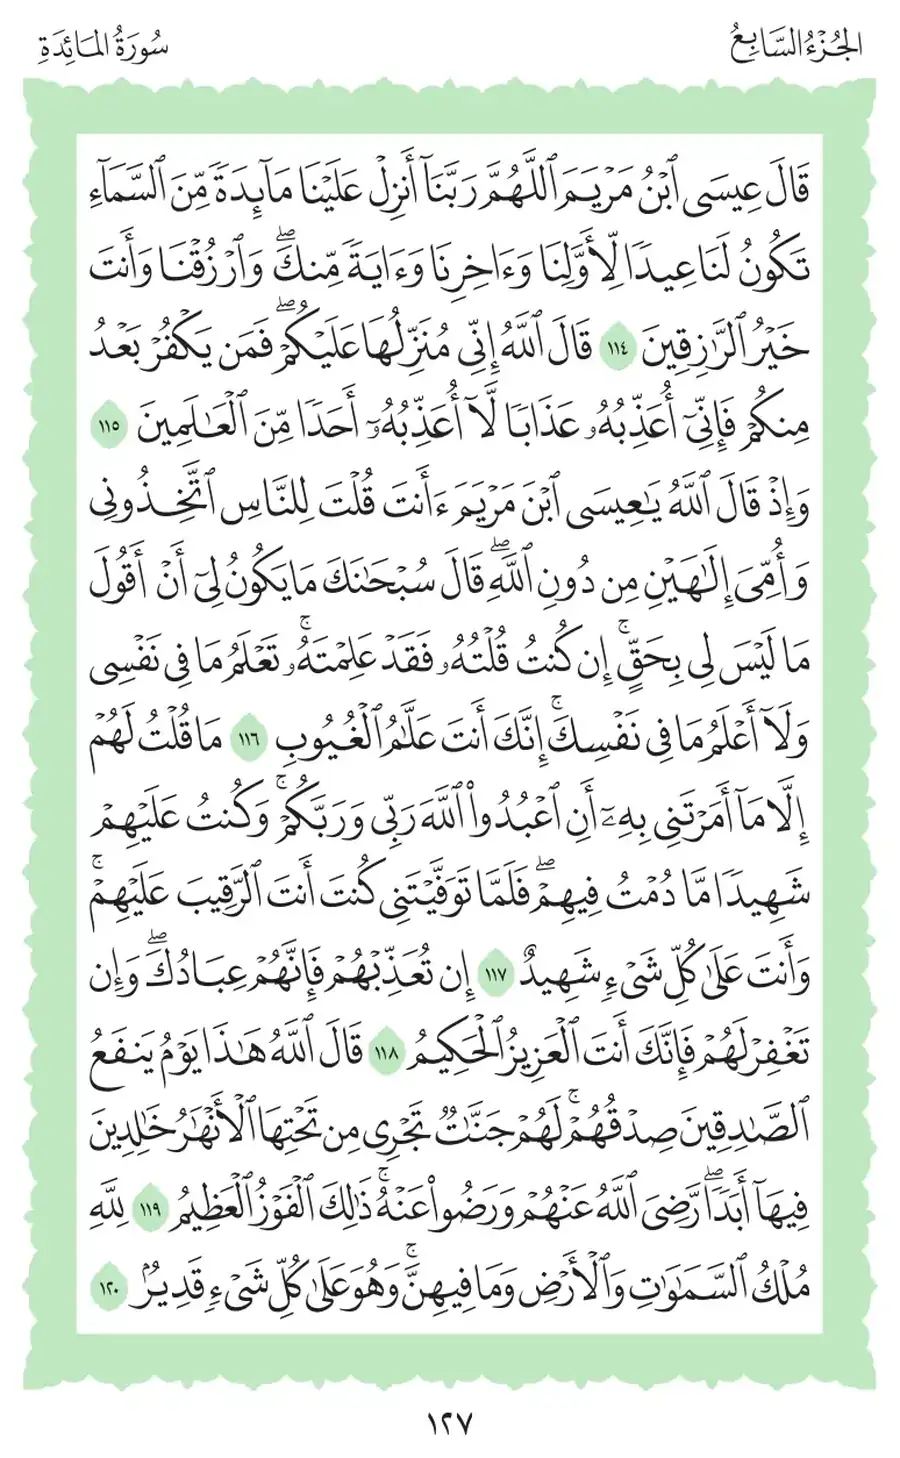 الجُزْءُ السَّابِعُ
سُورَةُ المَائِدَةِ
قَالَ عِيسَى ٱبْنُ مَرْيَمَ ٱللَّهُمَّ رَبَّنَآ أَنزِلْ عَلَيْنَا مَآئِدَةً مِّنَ ٱلسَّمَآءِ
تَكُونُ لَنَا عِيدًا لِّأَوَّلِنَا وَءَاخِرِنَا وَءَايَةً مِّنكَۖ وَٱرْزُقْنَا وَأَنتَ
خَيْرُ ٱلرَّٰزِقِينَ ١١٤ قَالَ ٱللَّهُ إِنِّي مُنَزِّلُهَا عَلَيْكُمْۖ فَمَن يَكْفُرْ بَعْدُ
مِنكُمْ فَإِنِّيٓ أُعَذِّبُهُۥ عَذَابًا لَّآ أُعَذِّبُهُۥٓ أَحَدًا مِّنَ ٱلْعَٰلَمِينَ ١١٥
وَإِذْ قَالَ ٱللَّهُ يَٰعِيسَى ٱبْنَ مَرْيَمَ ءَأَنتَ قُلْتَ لِلنَّاسِ ٱتَّخِذُونِي
وَأُمِّيَ إِلَٰهَيْنِ مِن دُونِ ٱللَّهِۖ قَالَ سُبْحَٰنَكَ مَا يَكُونُ لِيٓ أَنْ أَقُولَ
مَا لَيْسَ لِي بِحَقٍّۚ إِن كُنتُ قُلْتُهُۥ فَقَدْ عَلِمْتَهُۥۚ تَعْلَمُ مَا فِي نَفْسِي
وَلَآ أَعْلَمُ مَا فِي نَفْسِكَۚ إِنَّكَ أَنتَ عَلَّٰمُ ٱلْغُيُوبِ ١١٦ مَا قُلْتُ لَهُمْ
إِلَّا مَآ أَمَرْتَنِي بِهِۦٓ أَنِ ٱعْبُدُوا۟ ٱللَّهَ رَبِّي وَرَبَّكُمْۚ وَكُنتُ عَلَيْهِمْ
شَهِيدًا مَّا دُمْتُ فِيهِمْۖ فَلَمَّا تَوَفَّيْتَنِي كُنتَ أَنتَ ٱلرَّقِيبَ عَلَيْهِمْۚ
وَأَنتَ عَلَىٰ كُلِّ شَيْءٍ شَهِيدٌ ١١٧ إِن تُعَذِّبْهُمْ فَإِنَّهُمْ عِبَادُكَۖ وَإِن
تَغْفِرْ لَهُمْ فَإِنَّكَ أَنتَ ٱلْعَزِيزُ ٱلْحَكِيمُ ١١٨ قَالَ ٱللَّهُ هَٰذَا يَوْمُ يَنفَعُ
ٱلصَّٰدِقِينَ صِدْقُهُمْۚ لَهُمْ جَنَّٰتٌ تَجْرِي مِن تَحْتِهَا ٱلْأَنْهَٰرُ خَٰلِدِينَ
فِيهَآ أَبَدًاۖ رَّضِيَ ٱللَّهُ عَنْهُمْ وَرَضُوا۟ عَنْهُۚ ذَٰلِكَ ٱلْفَوْزُ ٱلْعَظِيمُ ١١٩ لِلَّهِ
مُلْكُ ٱلسَّمَٰوَٰتِ وَٱلْأَرْضِ وَمَا فِيهِنَّۚ وَهُوَ عَلَىٰ كُلِّ شَيْءٍ قَدِيرٌۢ ١٢٠
١٢٧